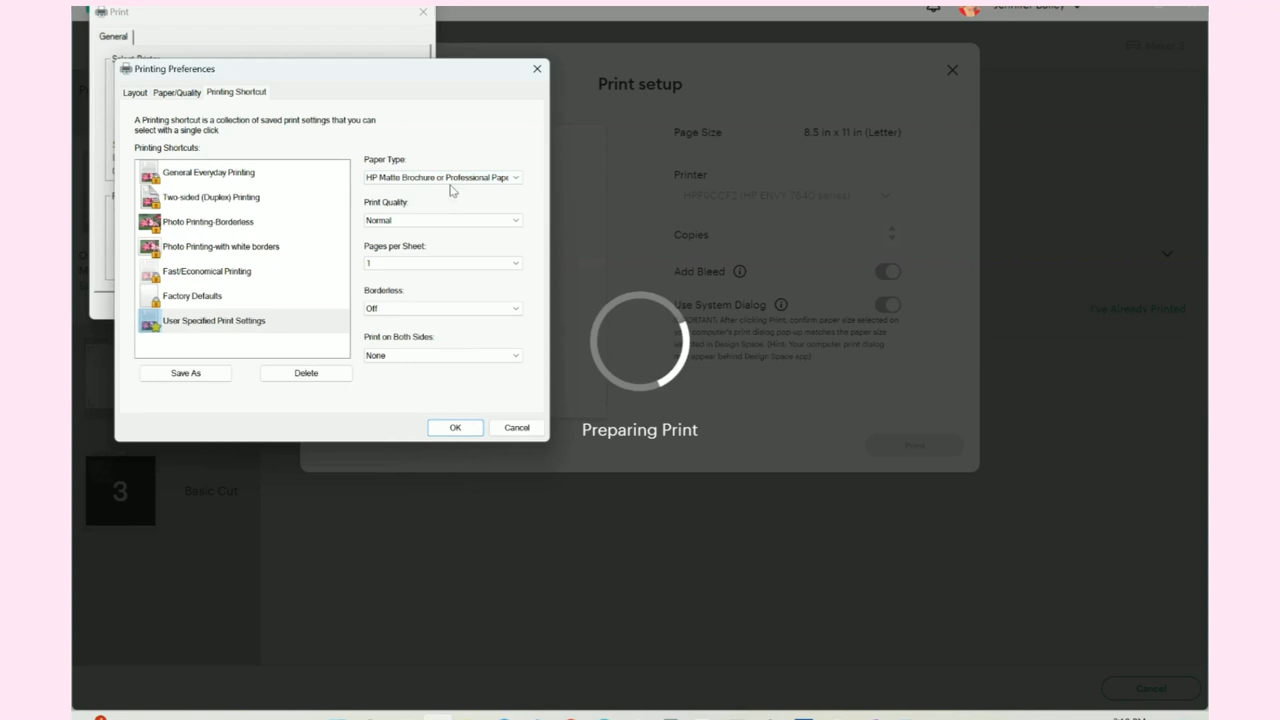 Print
General
Printing Preferences
Print setup
Layout Paper/Quality Printing Shortcut
A Printing shortcut is a collection of saved print settings that you can
select with a single click
Printing Shortcuts:
General Everyday Printing
Two-sided (Duplex) Printing
Photo Printing-Borderless
Photo Printing-with white borders
Fast/Economical Printing
Factory Defaults
User Specified Print Settings
Save As
Delete
Paper Type:
HP Matte Brochure or Professional Pape
Print Quality:
Normal
Pages per Sheet:
1
Borderless:
Off
Print on Both Sides:
None
OK
Cancel
Page Size 8.5 in x 11 in (Letter)
Printer
Copies
Add Bleed
Use System Dialog
I've Already Printed
Preparing Print
Print
3
Basic Cut
Cancel